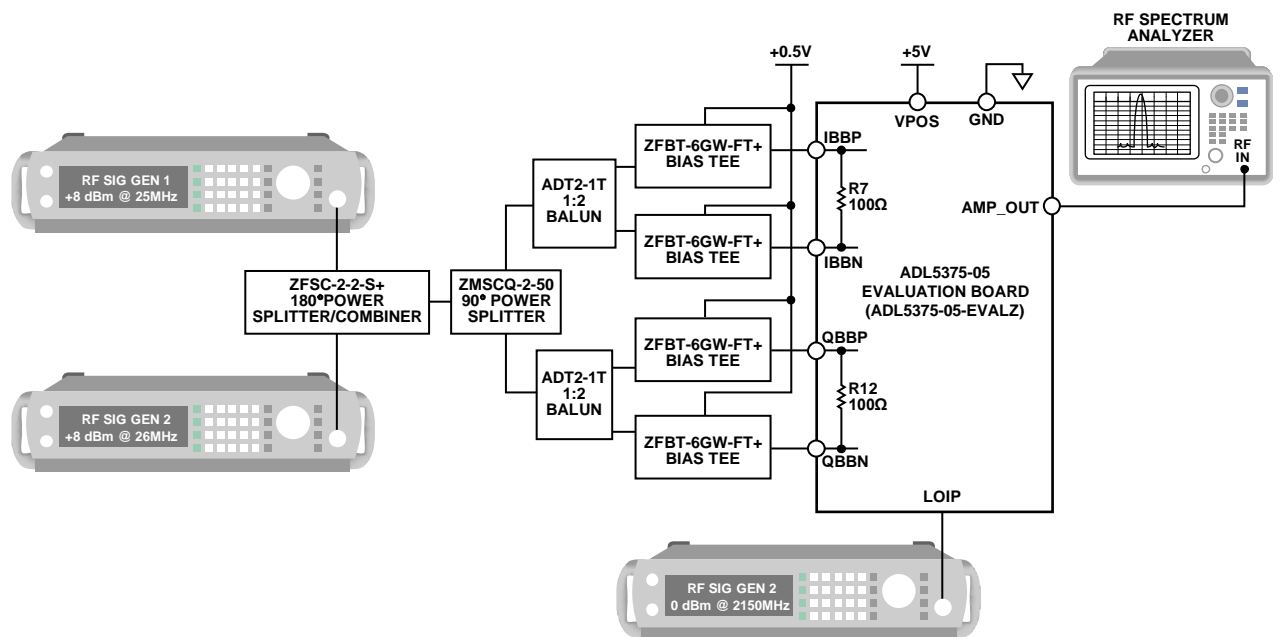 RF SPECTRUM
ANALYZER
+0.5V
+5V
VPOS
GND
RF
IN
RF SIG GEN 1
+8 dBm @ 25MHz
ADT2-1T
1:2
BALUN
ZFBT-6GW-FT+
BIAS TEE
IBBP
R7
100Ω
AMP_OUT
ZFBT-6GW-FT+
BIAS TEE
IBBN
ZFSC-2-2-S+
180°POWER
SPLITTER/COMBINER
ZMSCQ-2-50
90° POWER
SPLITTER
ADL5375-05
EVALUATION BOARD
(ADL5375-05-EVALZ)
ZFBT-6GW-FT+
BIAS TEE
QBBP
ADT2-1T
1:2
BALUN
R12
100Ω
RF SIG GEN 2
+8 dBm @ 26MHz
ZFBT-6GW-FT+
BIAS TEE
QBBN
LOIP
RF SIG GEN 2
0 dBm @ 2150MHz